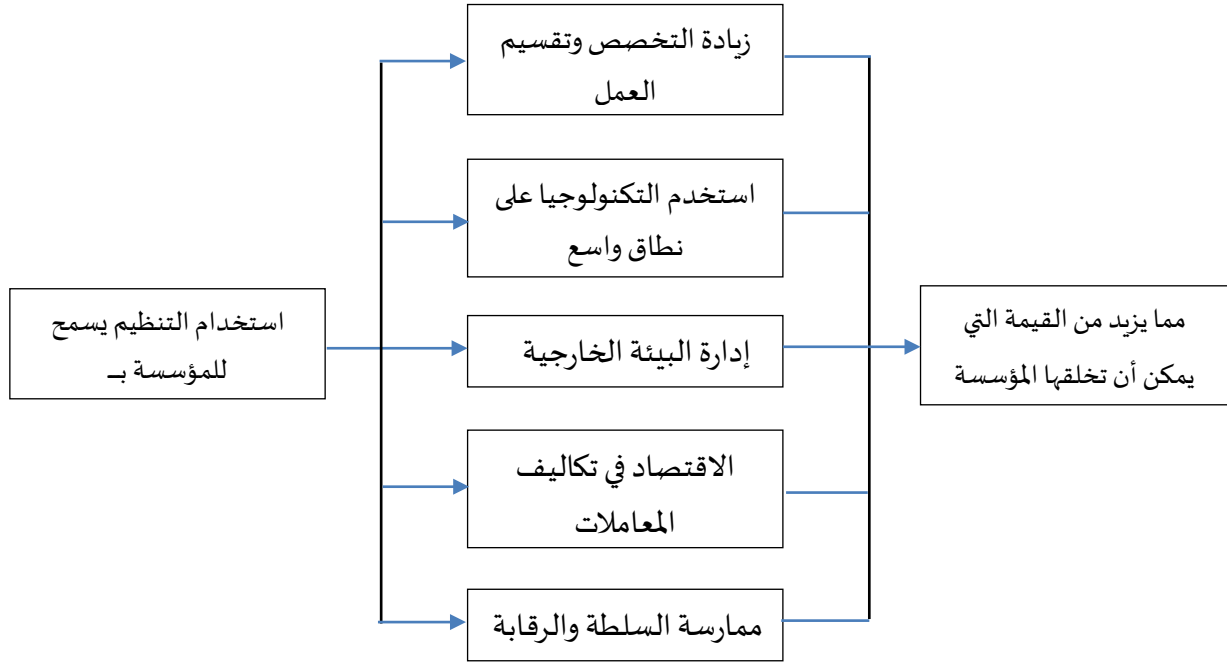 استخدام التنظيم يسمح
للمؤسسة بـ
زيادة التخصص وتقسيم
العمل
استخدم التكنولوجيا على
نطاق واسع
إدارة البيئة الخارجية
الاقتصاد في تكاليف
المعاملات
ممارسة السلطة والرقابة
مما يزيد من القيمة التي
يمكن أن تخلقها المؤسسة